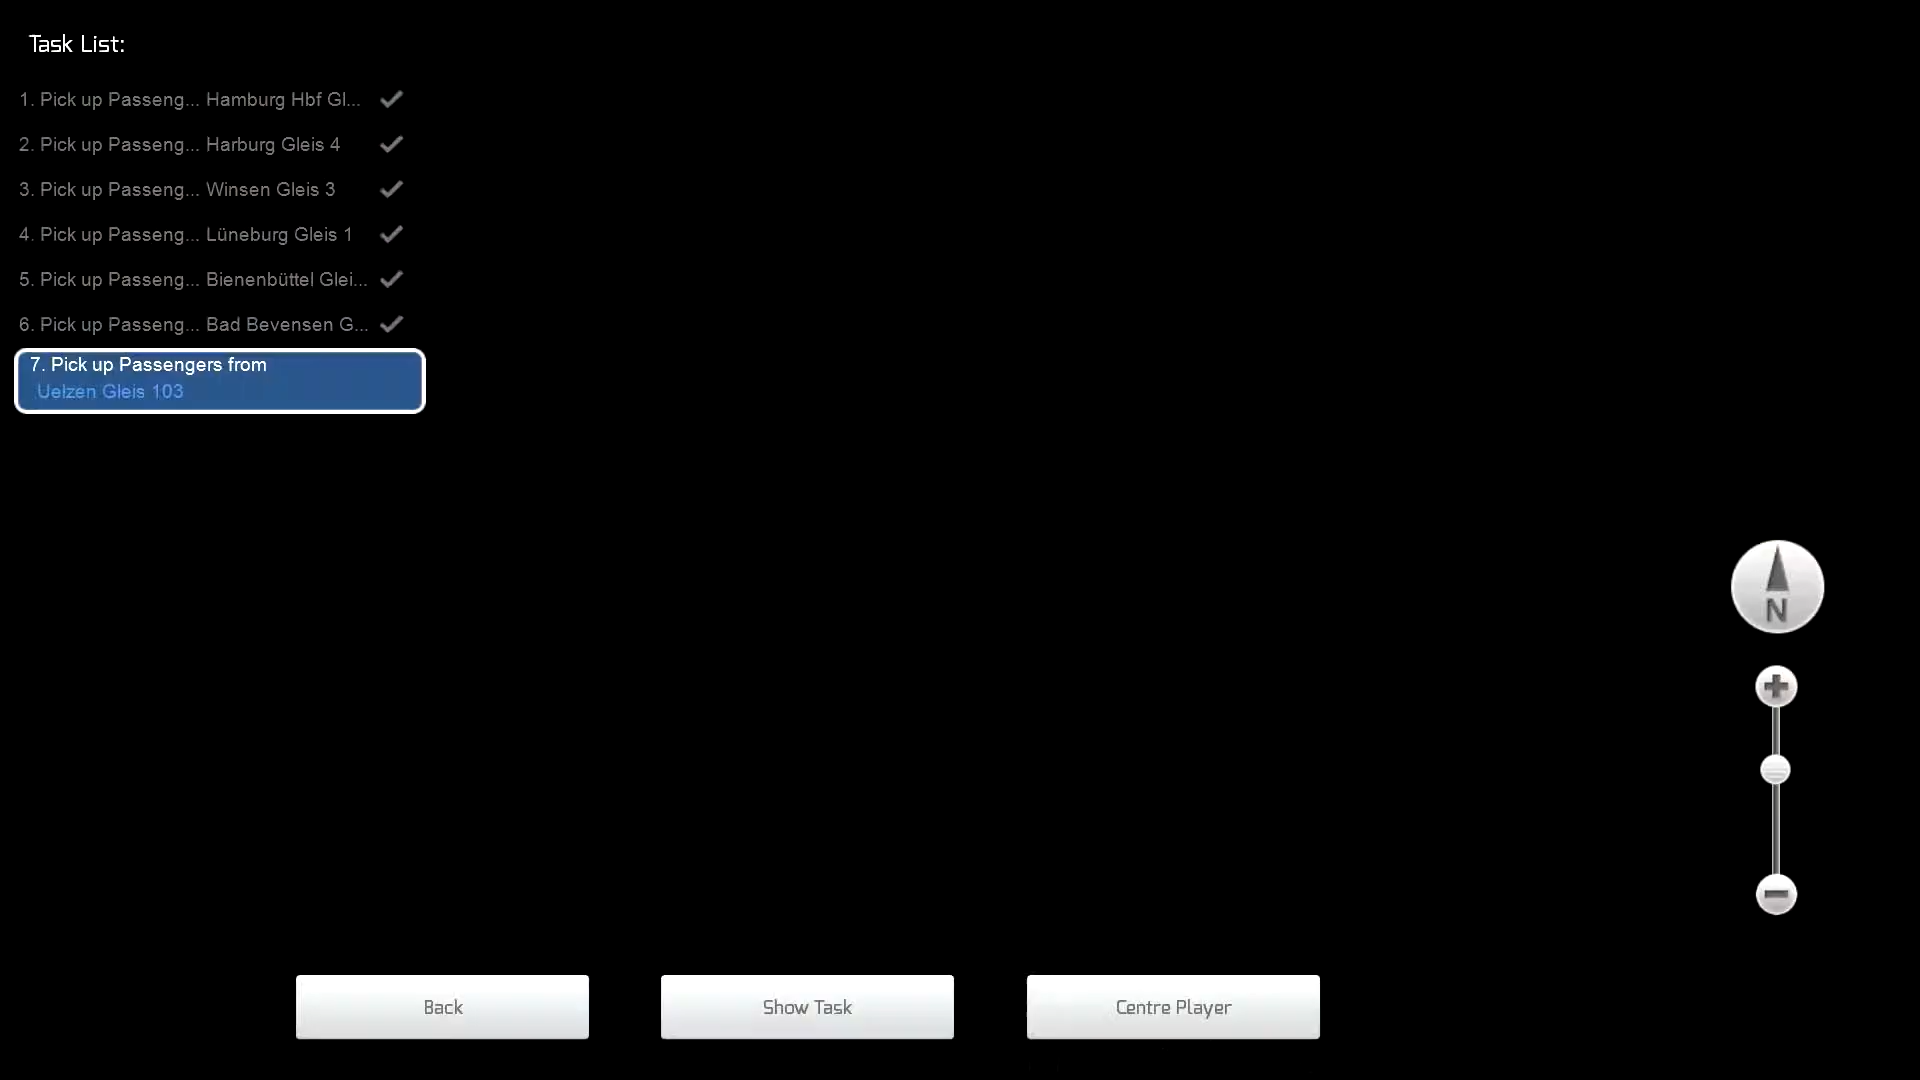 Task List:
1. Pick up Passeng... Hamburg Hbf Gl...
2. Pick up Passeng... Harburg Gleis 4
3. Pick up Passeng... Winsen Gleis 3
4. Pick up Passeng... Lüneburg Gleis 1
5. Pick up Passeng... Bienenbüttel Glei...
6. Pick up Passeng... Bad Bevensen G...
7. Pick up Passengers from
Uelzen Gleis 103
N
Back
Show Task
Centre Player